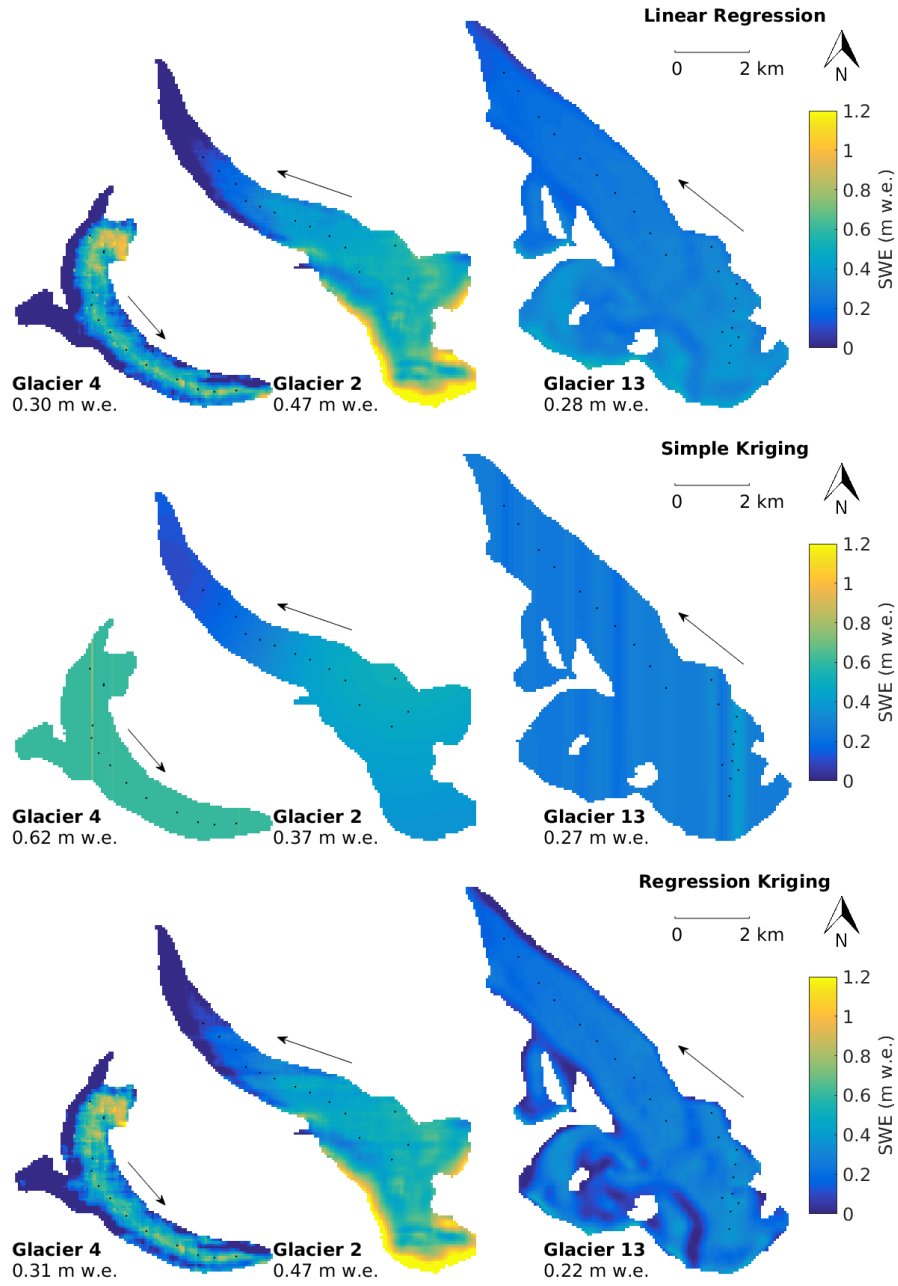 Linear Regression
0 2 km
N
1.2
1
0.8
0.6
0.4
0.2
0
SWE (m w.e.)
Glacier 4
0.30 m w.e.
Glacier 2
0.47 m w.e.
Glacier 13
0.28 m w.e.
Simple Kriging
0 2 km
N
1.2
1
0.8
0.6
0.4
0.2
0
SWE (m w.e.)
Glacier 4
0.62 m w.e.
Glacier 2
0.37 m w.e.
Glacier 13
0.27 m w.e.
Regression Kriging
0 2 km
N
1.2
1
0.8
0.6
0.4
0.2
0
SWE (m w.e.)
Glacier 4
0.31 m w.e.
Glacier 2
0.47 m w.e.
Glacier 13
0.22 m w.e.